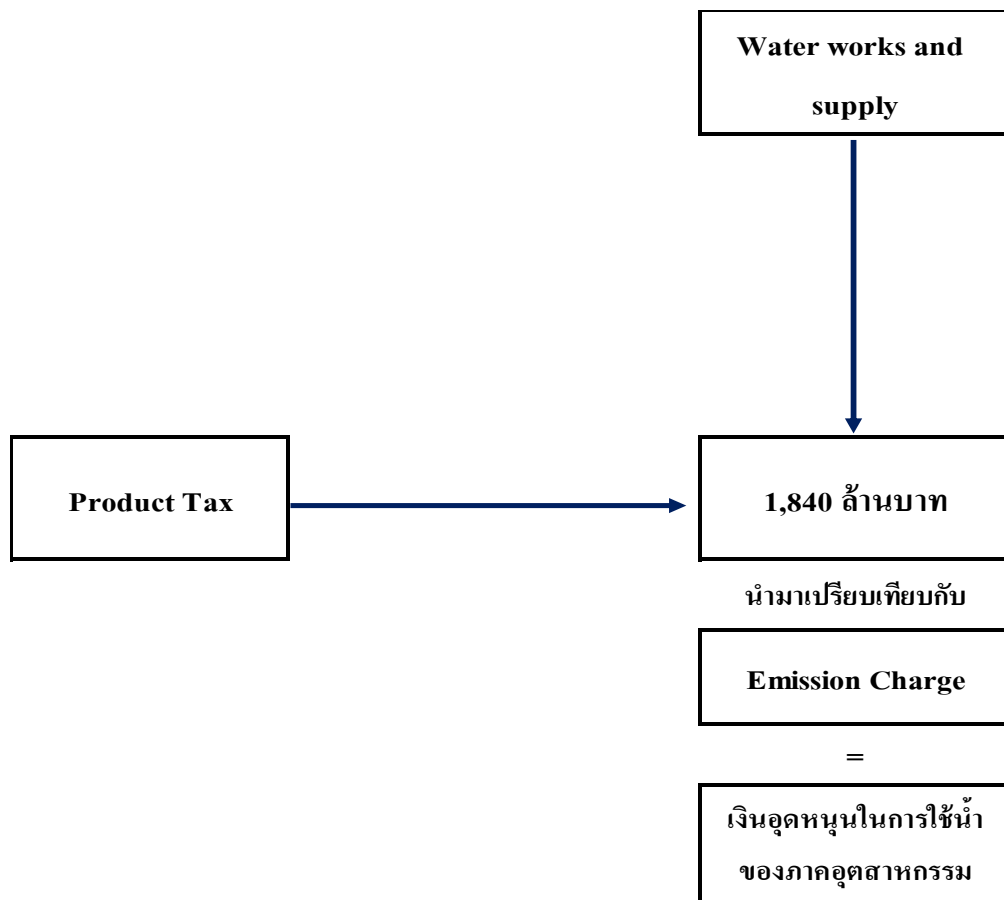 Water works and
supply
Product Tax
1,840 ล้านบาท
นำมาเปรียบเทียบกับ
Emission Charge
=
เงินอุดหนุนในการใช้น้ำ
ของภาคอุตสาหกรรม